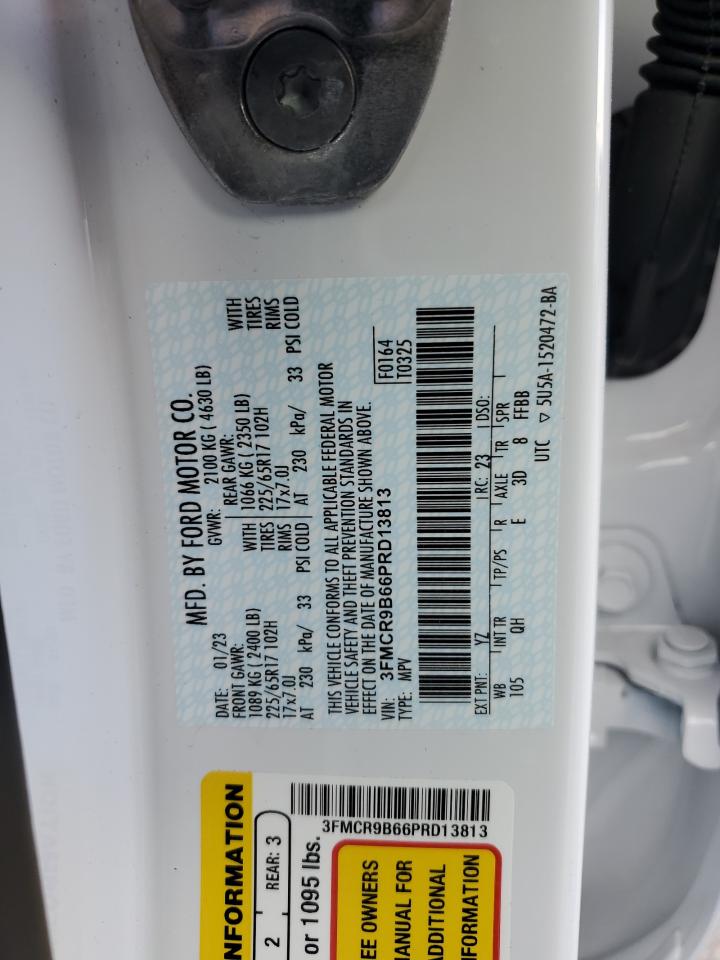 MFD. BY FORD MOTOR CO.
DATE: 01/23 GVWR: 2100 KG ( 4630 LB)
FRONT GAWR: REAR GAWR:
1089 KG ( 2400 LB) WITH 1066 KG ( 2350 LB) WITH
225/65R17 102H TIRES 225/65R17 102H TIRES
17x7.0J RIMS 17x7.0J RIMS
AT 230 kPa/ 33 PSI COLD AT 230 kPa/ 33 PSI COLD
THIS VEHICLE CONFORMS TO ALL APPLICABLE FEDERAL MOTOR
VEHICLE SAFETY AND THEFT PREVENTION STANDARDS IN
EFFECT ON THE DATE OF MANUFACTURE SHOWN ABOVE.
VIN: 3FMCR9B66PRD13813 F0164
TYPE: MPV T0325
EXT PNT: YZ RC: 23 DSO:
WB INT TR TP/PS R AXLE TR SPR
105 QH E 3D 8 FFBB
UTC ▽ 5U5A-1520472-BA
NFORMATION
2 REAR: 3
or 1095 lbs.
3FMCR9B66PRD13813
EE OWNERS
ANUAL FOR
ADDITIONAL
NFORMATION